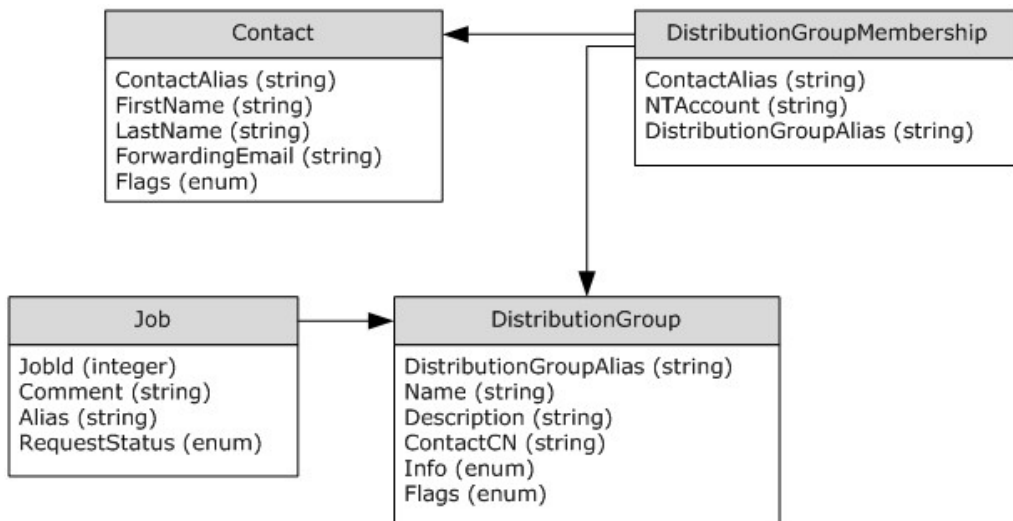 Contact
ContactAlias (string)
FirstName (string)
LastName (string)
ForwardingEmail (string)
Flags (enum)
DistributionGroupMembership
ContactAlias (string)
NTAccount (string)
DistributionGroupAlias (string)
Job
JobId (integer)
Comment (string)
Alias (string)
RequestStatus (enum)
DistributionGroup
DistributionGroupAlias (string)
Name (string)
Description (string)
ContactCN (string)
Info (enum)
Flags (enum)